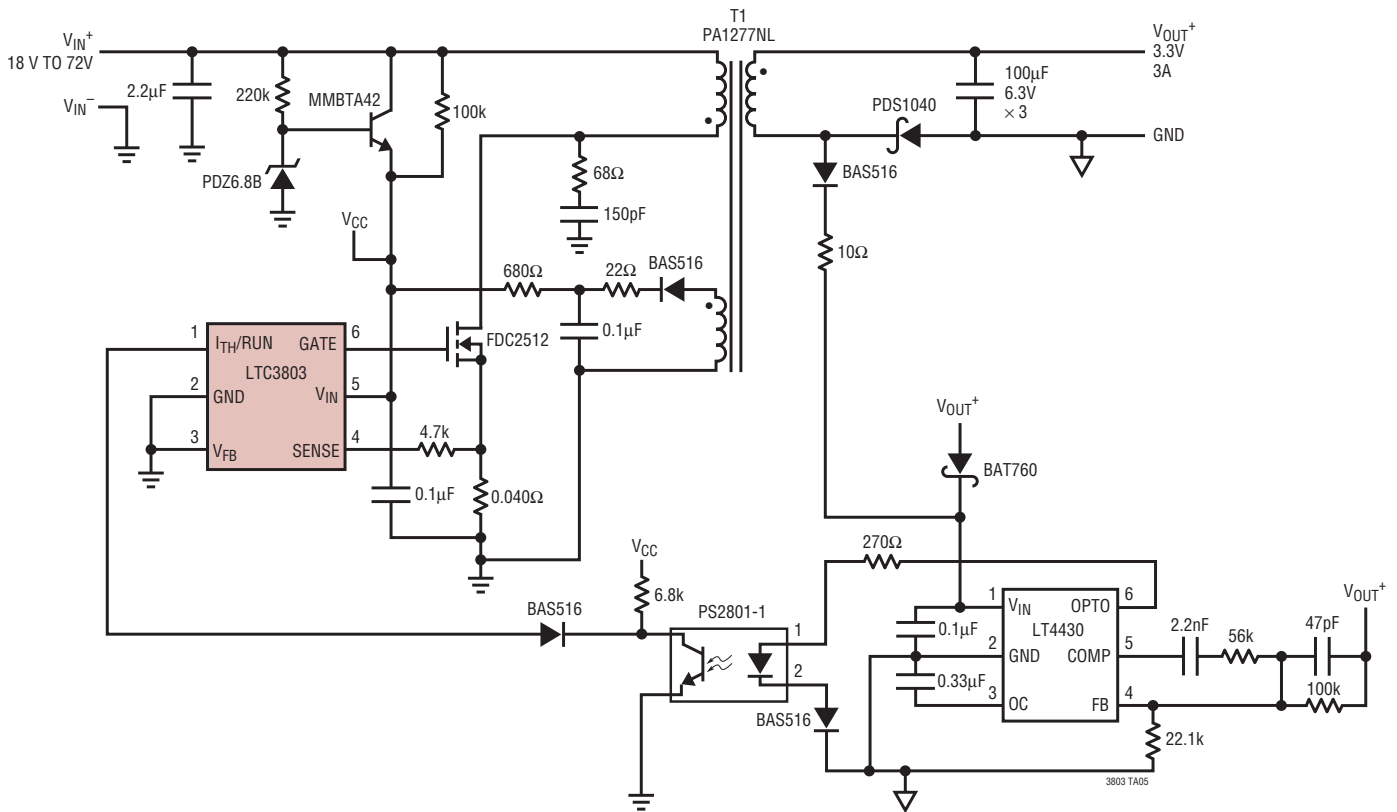 T1
PA1277NL
VIN+
18 V TO 72V
VIN−
2.2µF
220k
MMBTA42
100k
PDZ6.8B
VCC
68Ω
150pF
VOUT+
3.3V
3A
100µF
6.3V
× 3
PDS1040
GND
BAS516
10Ω
680Ω
22Ω
BAS516
0.1µF
FDC2512
1
ITH/RUN
GATE
6
LTC3803
2
GND
VIN
5
3
VFB
SENSE
4
4.7k
0.1µF
0.040Ω
VOUT+
BAT760
270Ω
VCC
6.8k
BAS516
PS2801-1
1
2
BAS516
0.1µF
0.33µF
1
VIN
OPTO
6
LT4430
2
GND
COMP
5
3
OC
FB
4
2.2nF
56k
47pF
VOUT+
100k
22.1k
3803 TA05